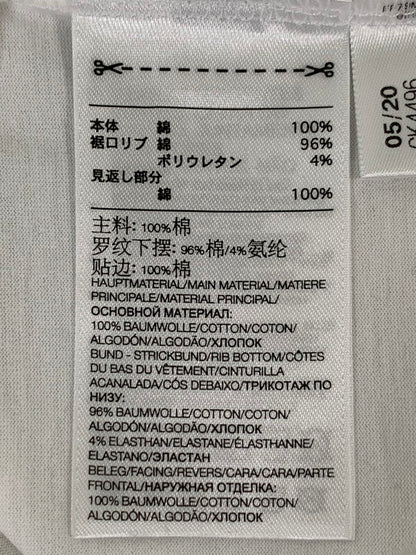 本体 綿 100%
裾口リブ 綿 96%
ポリウレタン 4%
見返し部分
綿 100%
主料: 100%棉
罗纹下摆: 96%棉/4%氨纶
贴边: 100%棉
HAUPTMATERIAL/MAIN MATERIAL/MATIERE
PRINCIPALE/MATERIAL PRINCIPAL/
ОСНОВНОЙ МАТЕРИАЛ:
100% BAUMWOLLE/COTTON/COTON/
ALGODÓN/ALGODÃO/ХЛОПОК
BUND - STRICKBUND/RIB BOTTOM/CÔTES
DU BAS DU VÊTEMENT/CINTURILLA
ACANALADA/CÓS DEBAIXO/ТРИКОТАЖ ПО
НИЗУ:
96% BAUMWOLLE/COTTON/COTON/
ALGODÓN/ALGODÃO/ХЛОПОК
4% ELASTHAN/ELASTANE/ÉLASTHANNE/
ELASTANO/ЭЛАСТАН
BELEG/FACING/REVERS/CARA/CARA/PARTE
FRONTAL/НАРУЖНАЯ ОТДЕЛКА:
100% BAUMWOLLE/COTTON/COTON/
ALGODÓN/ALGODÃO/ХЛОПОК
05/20